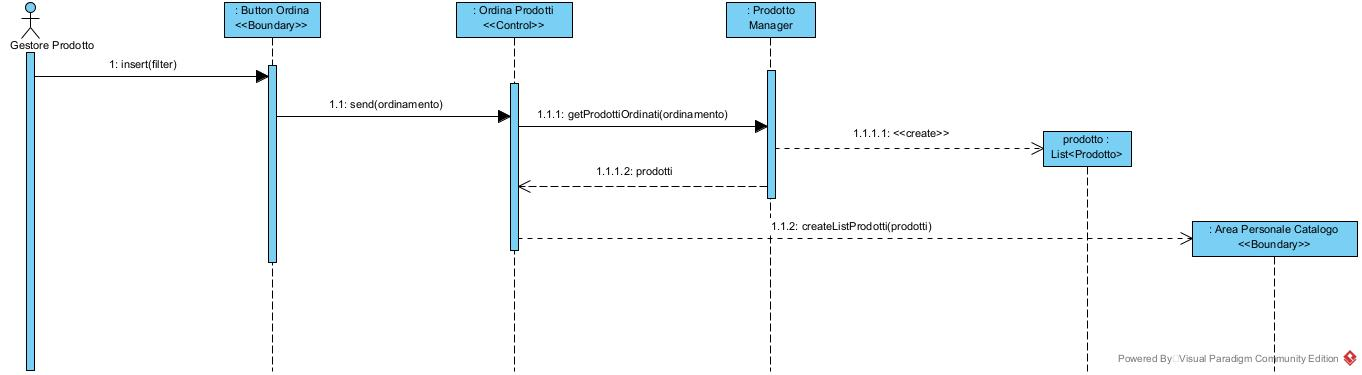 : Button Ordina
<<Boundary>>
: Ordina Prodotti
<<Control>>
: Prodotto
Manager
Gestore Prodotto
1: insert(filter)
1.1: send(ordinamento)
1.1.1: getProdottiOrdinati(ordinamento)
1.1.1.1: <<create>>
prodotto :
List<Prodotto>
1.1.1.2: prodotti
1.1.2: createListProdotti(prodotti)
: Area Personale Catalogo
<<Boundary>>
Powered By Visual Paradigm Community Edition